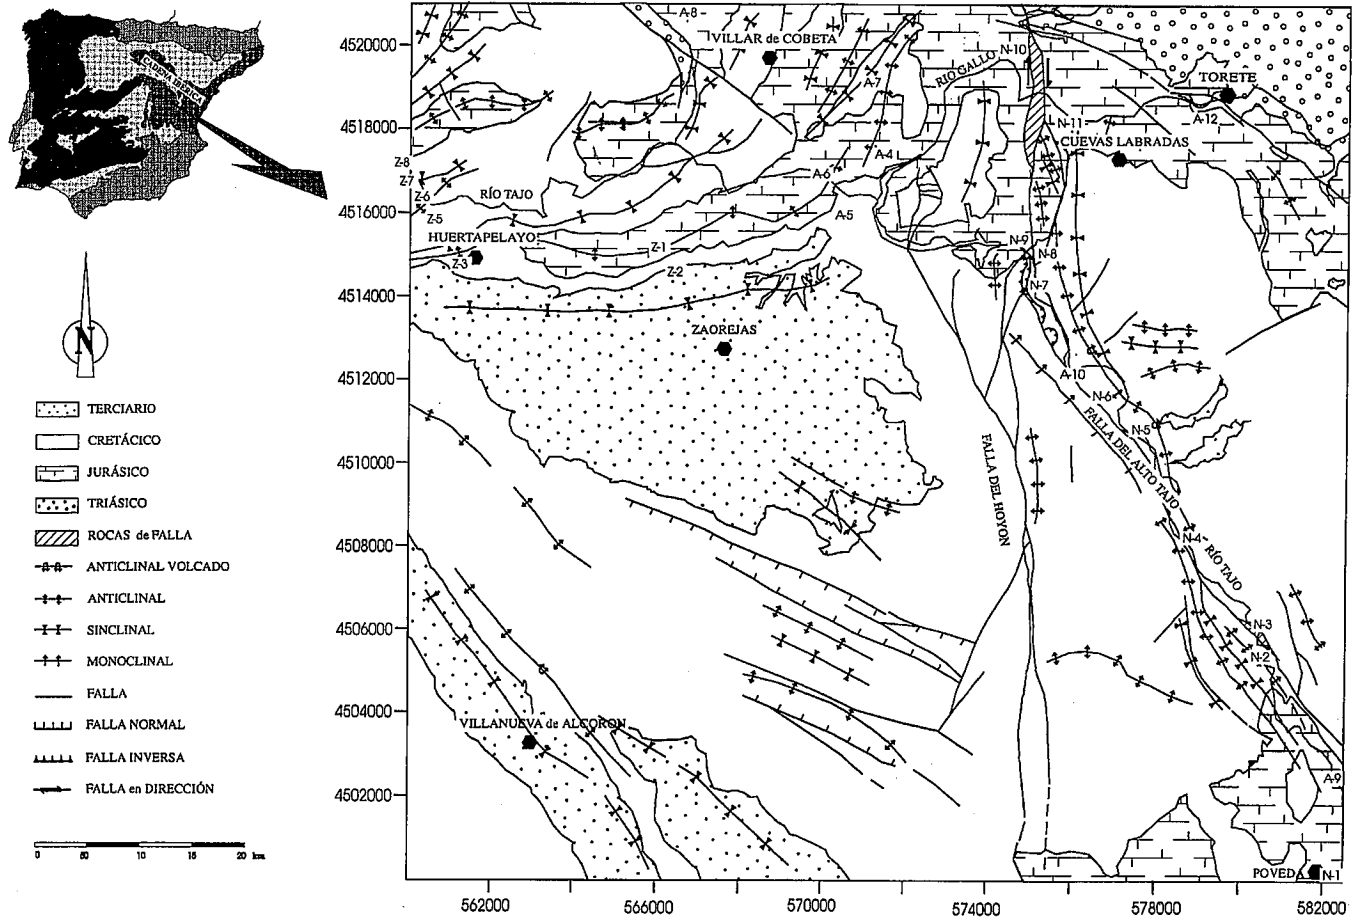 CADENA IBÉRICA
N
TERCIARIO
CRETÁCICO
JURÁSICO
TRIÁSICO
ROCAS de FALLA
ANTICLINAL VOLCADO
ANTICLINAL
SINCLINAL
MONOCLINAL
FALLA
FALLA NORMAL
FALLA INVERSA
FALLA en DIRECCIÓN
0 10 15 20 km.
4520000
4518000
4516000
4514000
4512000
4510000
4508000
4506000
4504000
4502000
562000 566000 570000 574000 578000 582000
A-8
VILLAR de COBETA
N-10
RIO GALLO
A-7
TORETE
A-12
N-11
CUEVAS LABRADAS
Z-8
A-4
Z-7
A-6
Z-6
RÍO TAJO
Z-5
A-5
HUERTAPELAYO
Z-1
N-9
N-8
Z-3
Z-2
N-7
ZAOREJAS
A-10
N-6
N-5
FALLA DEL ALTO TAJO
FALLA DEL HOYON
N-4
RÍO TAJO
N-3
N-2
VILLANUEVA de ALCORON
A-9
POVEDA
N-1